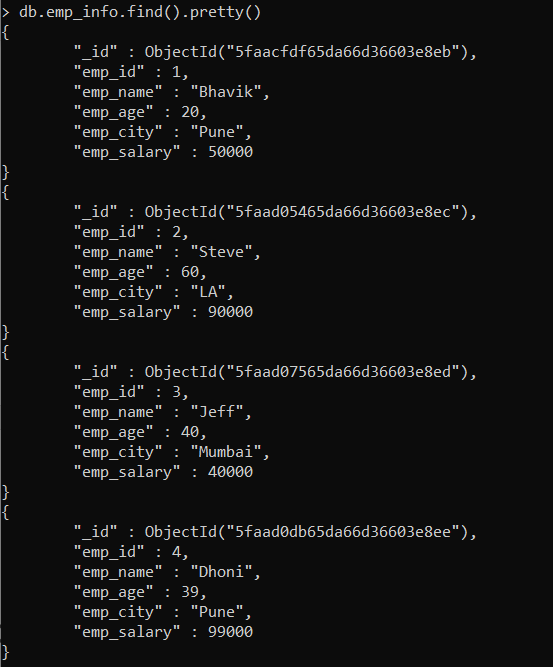 > db.emp_info.find().pretty()
{
        "_id" : ObjectId("5faacfdf65da66d36603e8eb"),
        "emp_id" : 1,
        "emp_name" : "Bhavik",
        "emp_age" : 20,
        "emp_city" : "Pune",
        "emp_salary" : 50000
}
{
        "_id" : ObjectId("5faad05465da66d36603e8ec"),
        "emp_id" : 2,
        "emp_name" : "Steve",
        "emp_age" : 60,
        "emp_city" : "LA",
        "emp_salary" : 90000
}
{
        "_id" : ObjectId("5faad07565da66d36603e8ed"),
        "emp_id" : 3,
        "emp_name" : "Jeff",
        "emp_age" : 40,
        "emp_city" : "Mumbai",
        "emp_salary" : 40000
}
{
        "_id" : ObjectId("5faad0db65da66d36603e8ee"),
        "emp_id" : 4,
        "emp_name" : "Dhoni",
        "emp_age" : 39,
        "emp_city" : "Pune",
        "emp_salary" : 99000
}